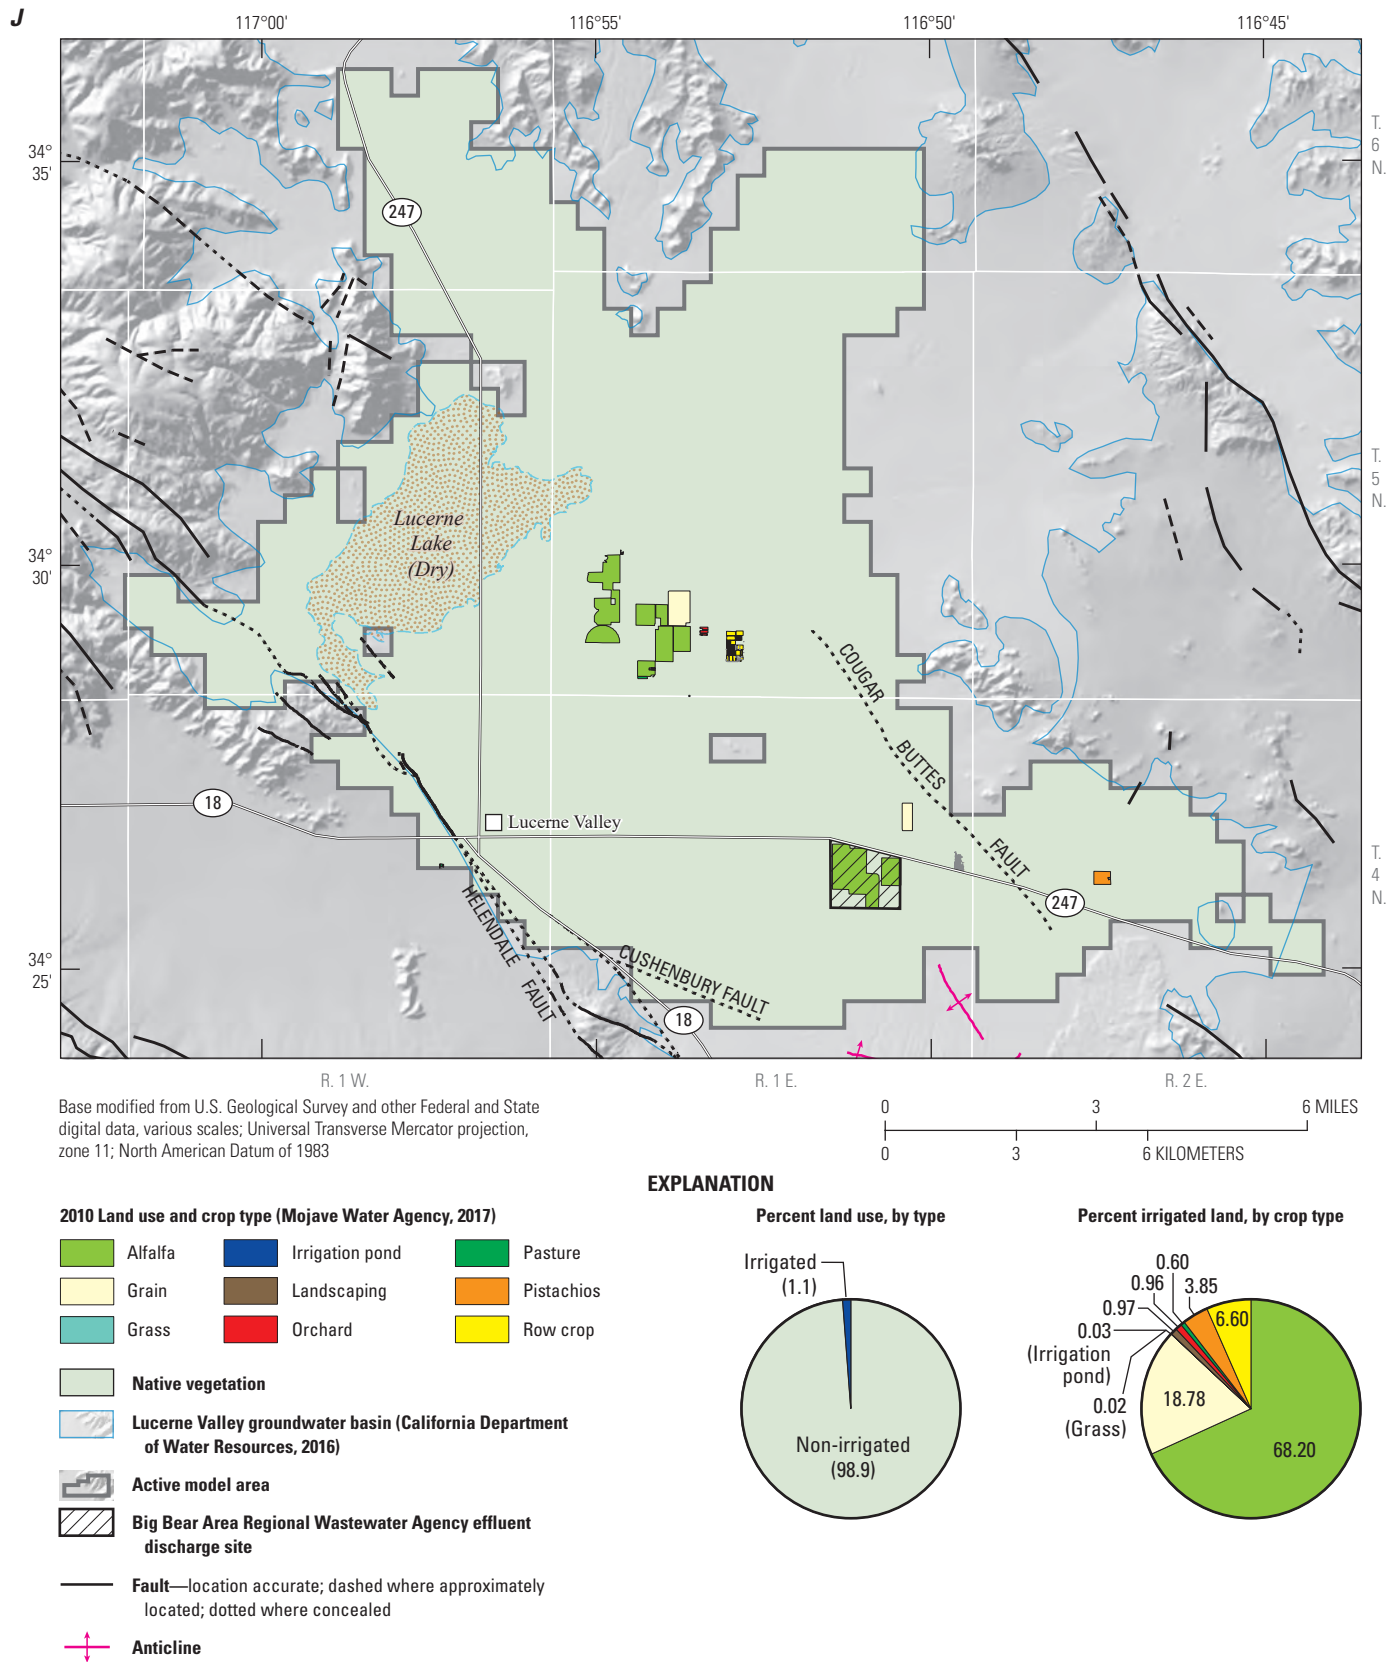 J
117°00'
116°55'
116°50'
116°45'
34°
35'
34°
30'
34°
25'
T.
6
N.
T.
5
N.
T.
4
N.
247
Lucerne
Lake
(Dry)
COUGAR
BUTTES
FAULT
18
Lucerne Valley
247
HELENDALE
FAULT
CUSHENBURY FAULT
18
R. 1 W.
R. 1 E.
R. 2 E.
Base modified from U.S. Geological Survey and other Federal and State
digital data, various scales; Universal Transverse Mercator projection,
zone 11; North American Datum of 1983
0 3 6 MILES
0 3 6 KILOMETERS
EXPLANATION
2010 Land use and crop type (Mojave Water Agency, 2017)
Alfalfa
Irrigation pond
Pasture
Grain
Landscaping
Pistachios
Grass
Orchard
Row crop
Native vegetation
Lucerne Valley groundwater basin (California Department
of Water Resources, 2016)
Active model area
Big Bear Area Regional Wastewater Agency effluent
discharge site
Fault—location accurate; dashed where approximately
located; dotted where concealed
Anticline
Percent land use, by type
Irrigated
(1.1)
Non-irrigated
(98.9)
Percent irrigated land, by crop type
0.60
0.96
3.85
0.97
6.60
0.03
(Irrigation
pond)
0.02
(Grass)
18.78
68.20